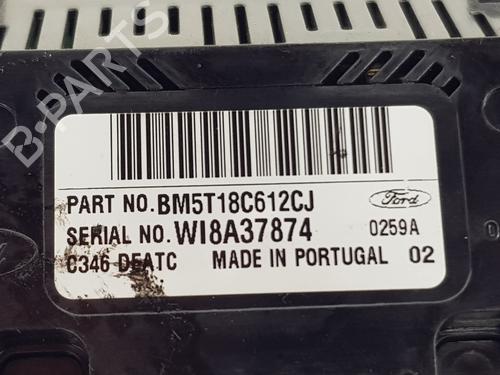 B-PARTS
PART NO. BM5T18C612CJ
Ford
SERIAL NO. WI8A37874 0259A
C346 DEATC MADE IN PORTUGAL 02